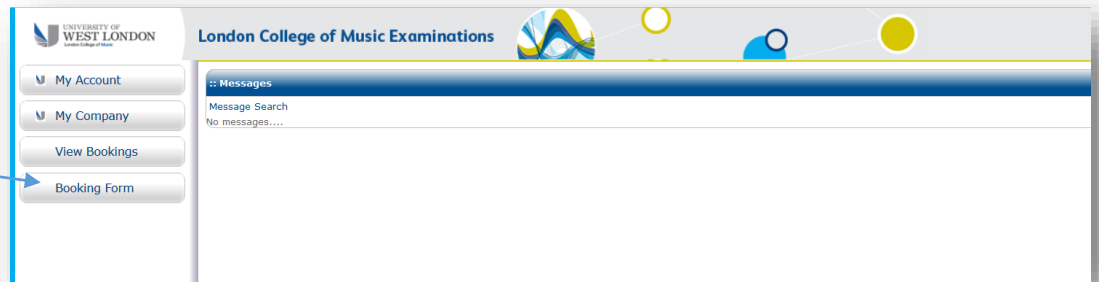 UNIVERSITY OF
WEST LONDON
London College of Music
London College of Music Examinations
My Account
My Company
View Bookings
Booking Form
:: Messages
Message Search
No messages....